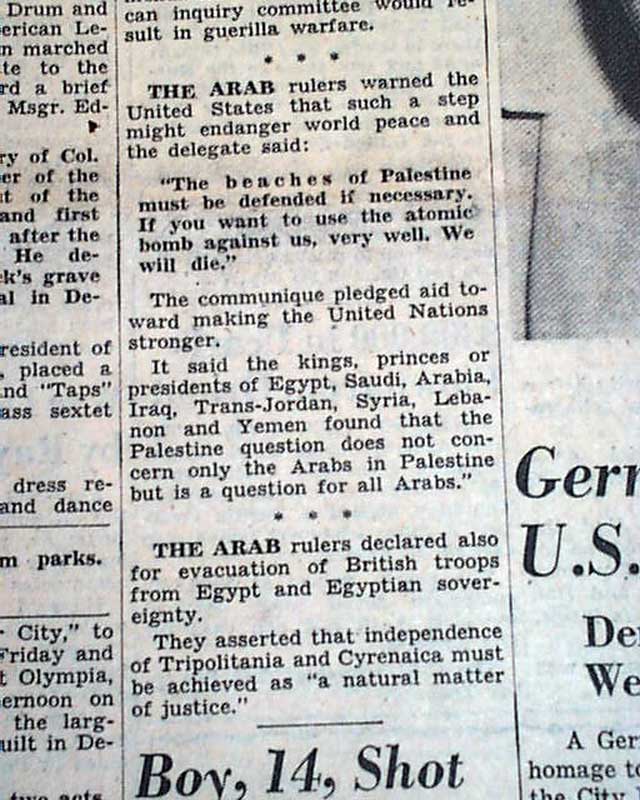 Drum and
erican Le-
n marched
te to the
rd a brief
Msgr. Ed-
ry of Col.
er of the
t of the
and first
after the
He de-
k's grave
al in De-
resident of
, placed a
nd "Taps"
ass sextet
dress re-
and dance
m parks.
City," to
Friday and
t Olympia,
ernoon on
the larg-
uilt in De-
two acts
can inquiry committee would re-
sult in guerilla warfare.
* * *
THE ARAB rulers warned the
United States that such a step
might endanger world peace and
the delegate said:
"The beaches of Palestine
must be defended if necessary.
If you want to use the atomic
bomb against us, very well. We
will die."
The communique pledged aid to-
ward making the United Nations
stronger.
It said the kings, princes or
presidents of Egypt, Saudi, Arabia,
Iraq, Trans-Jordan, Syria, Leba-
non and Yemen found that the
Palestine question does not con-
cern only the Arabs in Palestine
but is a question for all Arabs."
* * *
THE ARAB rulers declared also
for evacuation of British troops
from Egypt and Egyptian sover-
eignty.
They asserted that independence
of Tripolitania and Cyrenaica must
be achieved as "a natural matter
of justice."
Boy, 14, Shot
Gern
U.S.
De
We
A Ger
homage to
the City